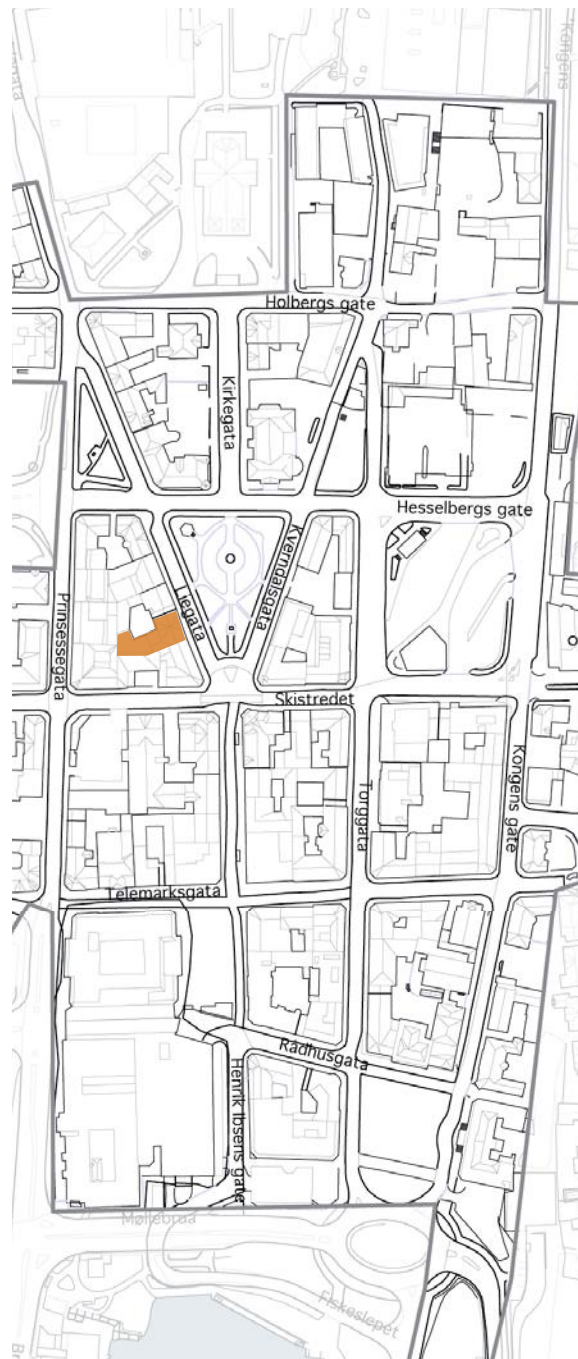 Kongens
Holbergs gate
Kirkegata
Hesselbergs gate
Kverndalsgata
Liegata
Prinsessegata
Skistredet
Torggata
Kongens gate
Telemarksgata
Rådhusgata
Henrik Ibsens gate
Møllebrua
Fiskeslepet